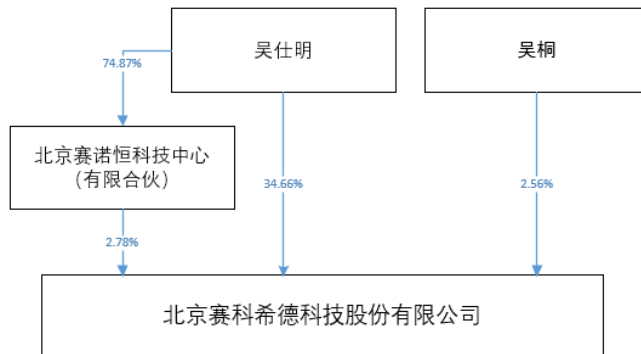 吴仕明
吴桐
74.87%
北京赛诺恒科技中心
（有限合伙）
34.66%
2.56%
2.78%
北京赛科希德科技股份有限公司